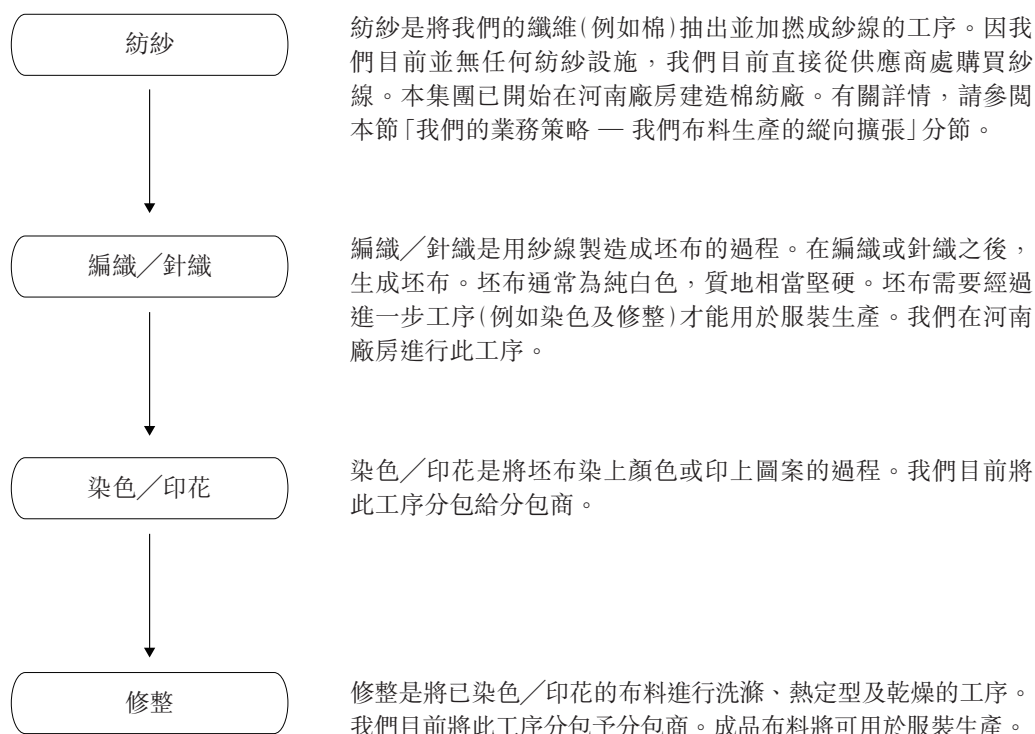 紡紗
紡紗是將我們的纖維(例如棉)抽出並加撚成紗線的工序。因我
們目前並無任何紡紗設施，我們目前直接從供應商處購買紗
線。本集團已開始在河南廠房建造棉紡廠。有關詳情，請參閱
本節「我們的業務策略 — 我們布料生產的縱向擴張」分節。
編織╱針織
編織╱針織是用紗線製造成坯布的過程。在編織或針織之後，
生成坯布。坯布通常為純白色，質地相當堅硬。坯布需要經過
進一步工序(例如染色及修整)才能用於服裝生產。我們在河南
廠房進行此工序。
染色╱印花
染色╱印花是將坯布染上顏色或印上圖案的過程。我們目前將
此工序分包給分包商。
修整
修整是將已染色╱印花的布料進行洗滌、熱定型及乾燥的工序。
我們目前將此工序分包予分包商。成品布料將可用於服裝生產。